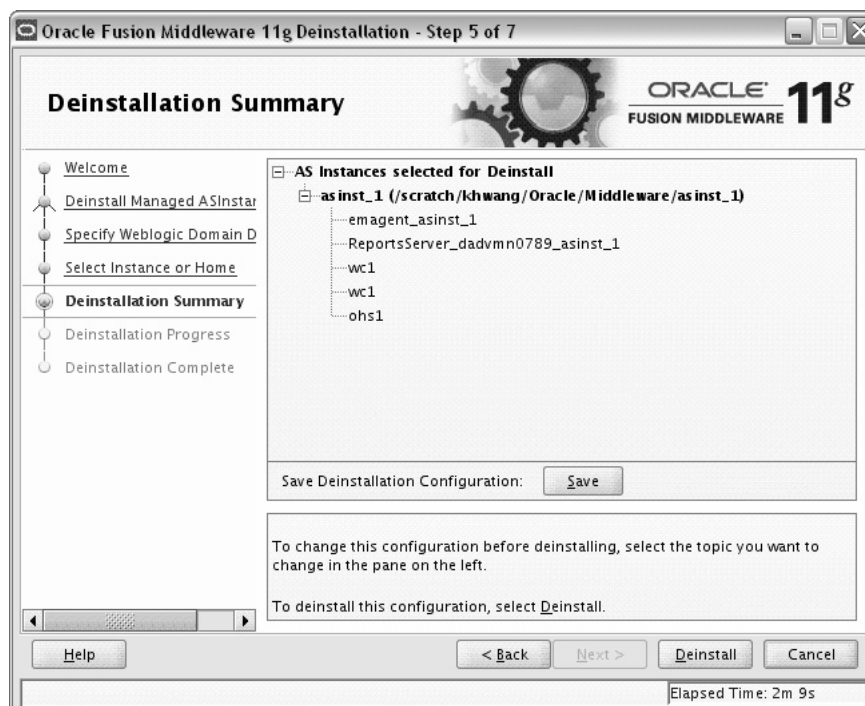 Oracle Fusion Middleware 11g Deinstallation - Step 5 of 7
Deinstallation Summary
ORACLE
FUSION MIDDLEWARE 11g
Welcome
Deinstall Managed ASInstar
Specify Weblogic Domain D
Select Instance or Home
Deinstallation Summary
Deinstallation Progress
Deinstallation Complete
AS Instances selected for Deinstall
asinst_1 (/scratch/khwang/Oracle/Middleware/asinst_1)
emagent_asinst_1
ReportsServer_dadvmn0789_asinst_1
wc1
wc1
ohs1
Save Deinstallation Configuration: Save
To change this configuration before deinstalling, select the topic you want to
change in the pane on the left.
To deinstall this configuration, select Deinstall.
Help < Back Next > Deinstall Cancel
Elapsed Time: 2m 9s